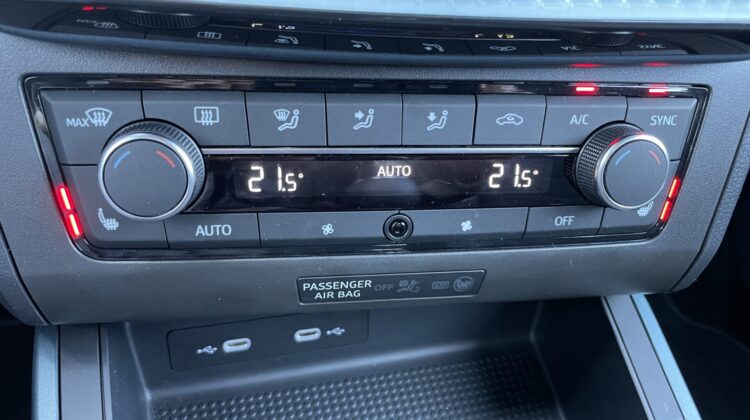 MAX
A/C
SYNC
21.5°
AUTO
21.5°
AUTO
OFF
PASSENGER
AIR BAG
OFF